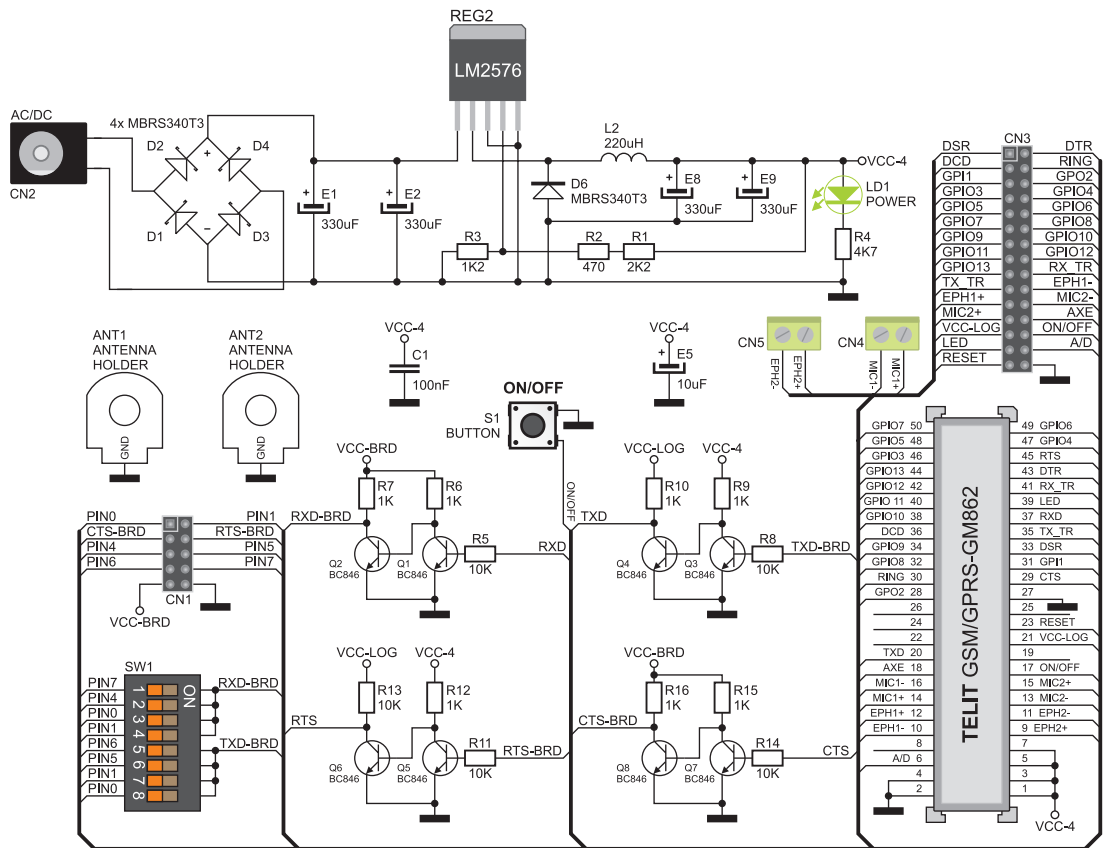 REG2
LM2576
AC/DC
CN2
4x MBRS340T3
D2
D4
D1
D3
+
−
+
E1
330uF
+
E2
330uF
L2
220uH
D6
MBRS340T3
+
E8
330uF
+
E9
330uF
VCC-4
LD1
POWER
R4
4K7
R3
1K2
R2
470
R1
2K2
CN3
DSR
DCD
GPI1
GPIO3
GPIO5
GPIO7
GPIO9
GPIO11
GPIO13
TX_TR
EPH1+
MIC2+
VCC-LOG
LED
RESET
DTR
RING
GPO2
GPIO4
GPIO6
GPIO8
GPIO10
GPIO12
RX_TR
EPH1-
MIC2-
AXE
ON/OFF
A/D
CN5
EPH2-
EPH2+
CN4
MIC1-
MIC1+
ANT1
ANTENNA
HOLDER
GND
ANT2
ANTENNA
HOLDER
GND
VCC-4
C1
100nF
VCC-4
+
E5
10uF
ON/OFF
S1
BUTTON
ON/OFF
VCC-BRD
R7
1K
R6
1K
RXD-BRD
Q2
BC846
Q1
BC846
R5
10K
RXD
VCC-LOG
VCC-4
R10
1K
R9
1K
TXD
Q4
BC846
Q3
BC846
R8
10K
TXD-BRD
PIN0
CTS-BRD
PIN4
PIN6
PIN1
RTS-BRD
PIN5
PIN7
CN1
VCC-BRD
SW1
ON
PIN7
PIN4
PIN0
PIN1
PIN6
PIN5
PIN1
PIN0
1
2
3
4
5
6
7
8
RXD-BRD
TXD-BRD
VCC-LOG
VCC-4
R13
10K
R12
1K
RTS
Q6
BC846
Q5
BC846
R11
10K
RTS-BRD
VCC-BRD
R16
1K
R15
1K
CTS-BRD
Q8
BC846
Q7
BC846
R14
10K
CTS
TELIT GSM/GPRS-GM862
GPIO7 50
GPIO5 48
GPIO3 46
GPIO13 44
GPIO12 42
GPIO 11 40
GPIO10 38
DCD 36
GPIO9 34
GPIO8 32
RING 30
GPO2 28
26
24
22
TXD 20
AXE 18
MIC1- 16
MIC1+ 14
EPH1+ 12
EPH1- 10
8
A/D 6
4
2
49 GPIO6
47 GPIO4
45 RTS
43 DTR
41 RX_TR
39 LED
37 RXD
35 TX_TR
33 DSR
31 GPI1
29 CTS
27
25
23 RESET
21 VCC-LOG
19
17 ON/OFF
15 MIC2+
13 MIC2-
11 EPH2-
9 EPH2+
7
5
3
1
VCC-4